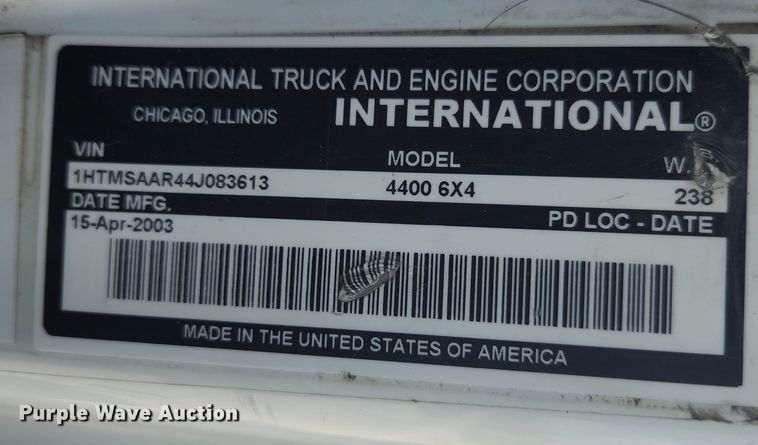 INTERNATIONAL TRUCK AND ENGINE CORPORATION
CHICAGO, ILLINOIS INTERNATIONAL®
VIN MODEL W.
1HTMSAAR44J083613 4400 6X4 238
DATE MFG. PD LOC - DATE
15-Apr-2003
MADE IN THE UNITED STATES OF AMERICA
Purple Wave Auction